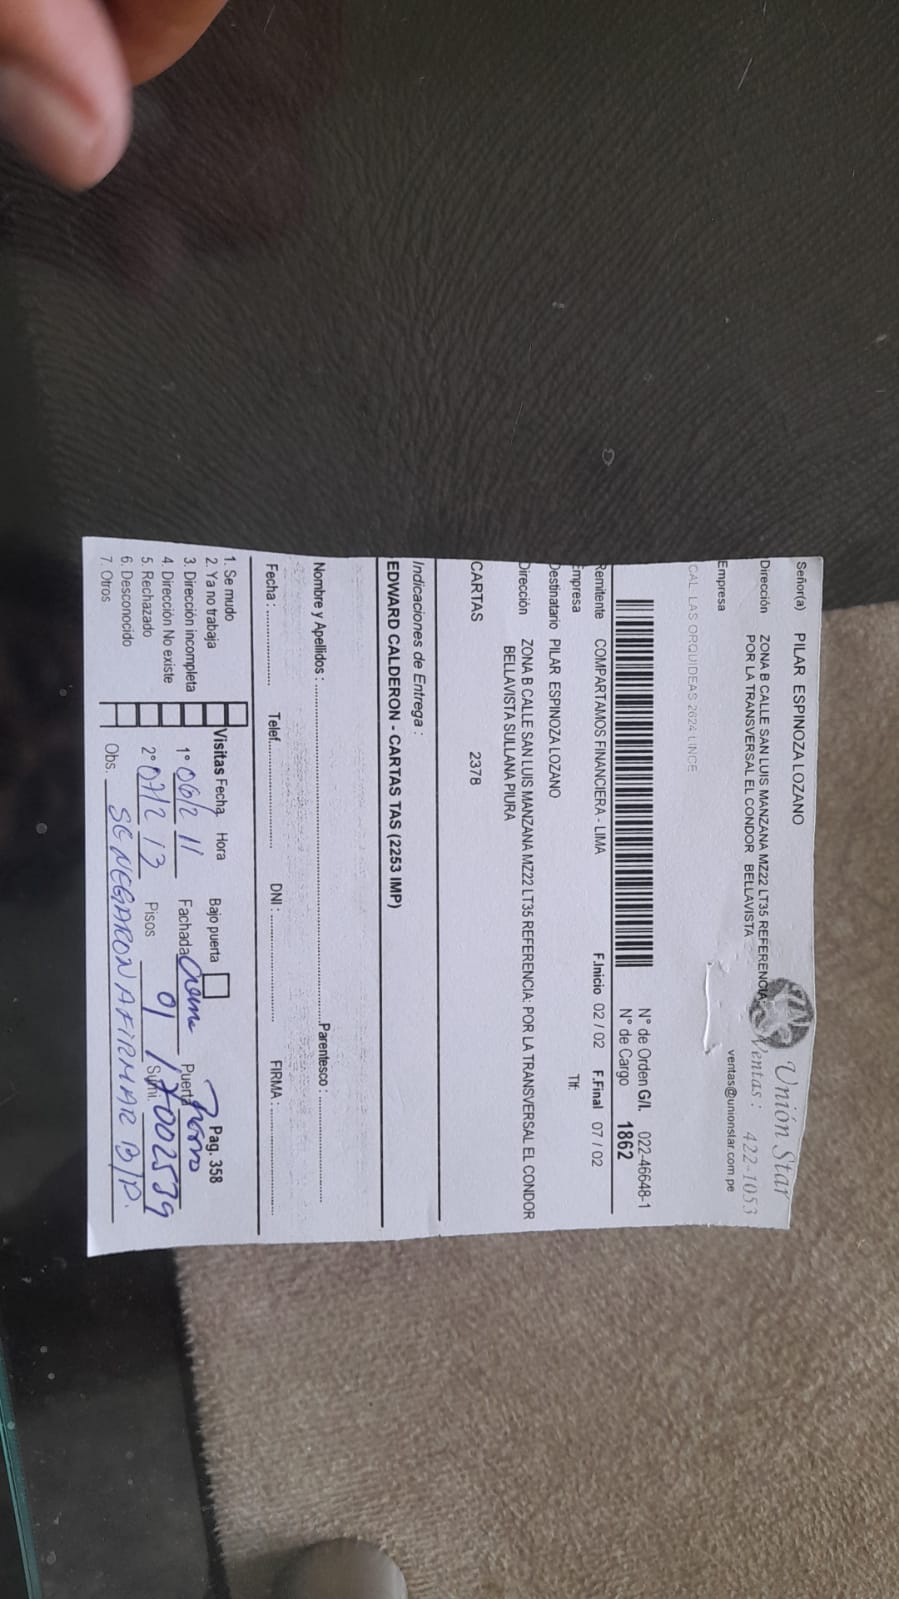 Unión Star
Ventas : 422-1053
ventas@unionstar.com.pe
Señor(a) PILAR ESPINOZA LOZANO
Dirección ZONA B CALLE SAN LUIS MANZANA MZ22 LT35 REFERENCIA:
POR LA TRANSVERSAL EL CONDOR BELLAVISTA
Empresa
CAL. LAS ORQUIDEAS 2624 LINCE
N° de Orden G/I. 022-46648-1
N° de Cargo 1862
Remitente COMPARTAMOS FINANCIERA - LIMA F.Inicio 02 / 02 F.Final 07 / 02
Empresa Tlf:
Destinatario PILAR ESPINOZA LOZANO
Dirección ZONA B CALLE SAN LUIS MANZANA MZ22 LT35 REFERENCIA: POR LA TRANSVERSAL EL CONDOR
BELLAVISTA SULLANA PIURA
CARTAS 2378
Indicaciones de Entrega :
EDWARD CALDERON - CARTAS TAS (2253 IMP)
Nombre y Apellidos : Parentesco :
Fecha : Telef. DNI : FIRMA :
1. Se mudo
2. Ya no trabaja
3. Dirección incompleta
4. Dirección No existe
5. Rechazado
6. Desconocido
7. Otros
Visitas Fecha Hora Bajo puerta Pag. 358
1° 06/2 11 Fachada Crema Puerta
2° 07/2 13 Pisos 01 Sumi. 17002539
Obs. SE NEGARON A FIRMAR B/P.